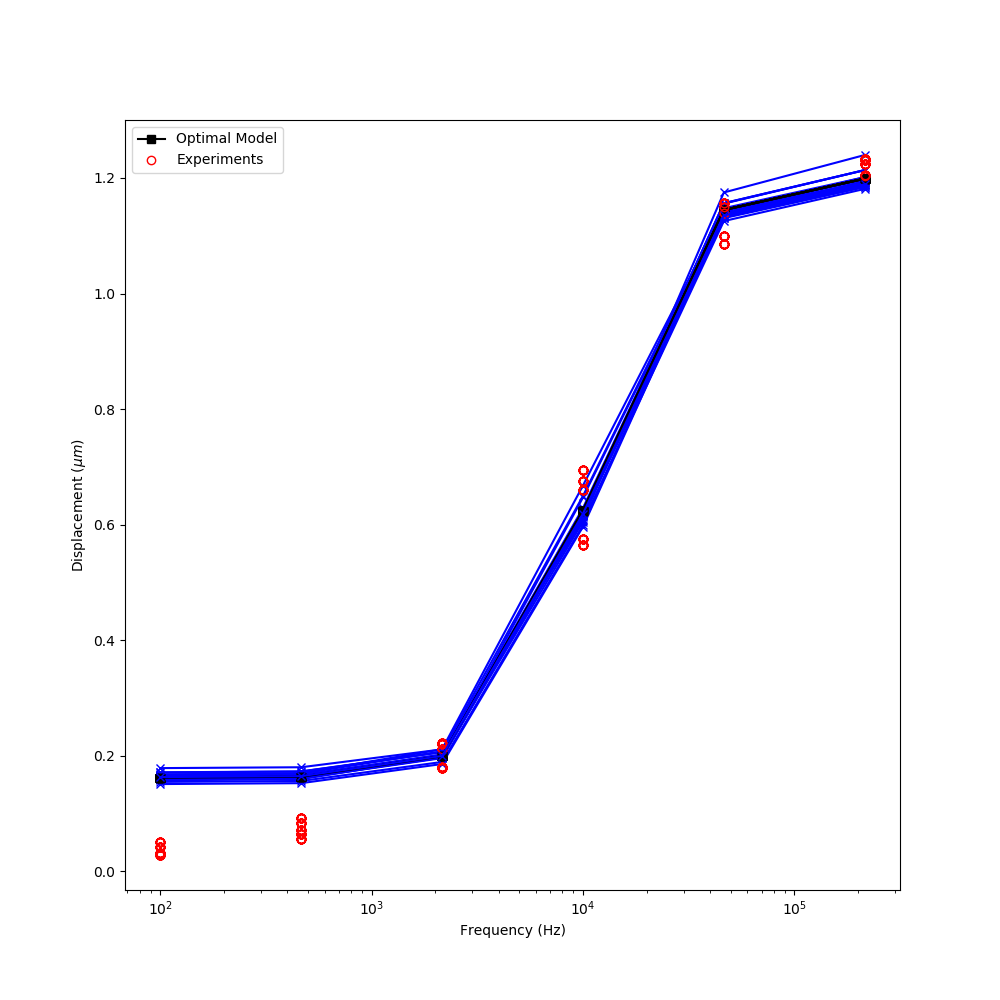 Optimal Model
Experiments
1.2
1.0
0.8
0.6
0.4
0.2
0.0
Displacement (μm)
10² 10³ 10⁴ 10⁵
Frequency (Hz)